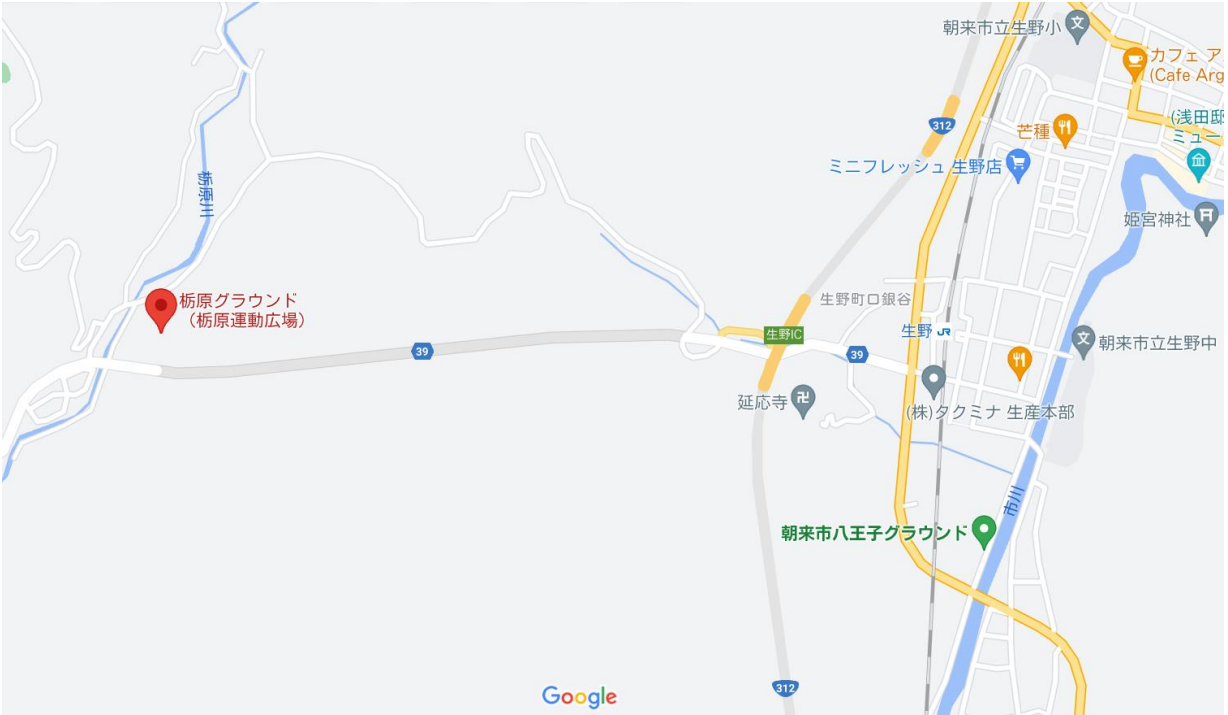 朝来市立生野小
カフェ ア
(Cafe Arg
312
芒種
(浅田邸
ミュー
ミニフレッシュ 生野店
栃原川
姫宮神社
栃原グラウンド
(栃原運動広場)
生野町口銀谷
生野IC
生野 JR
朝来市立生野中
39
39
延応寺
(株)タクミナ 生産本部
市川
朝来市八王子グラウンド
312
Google